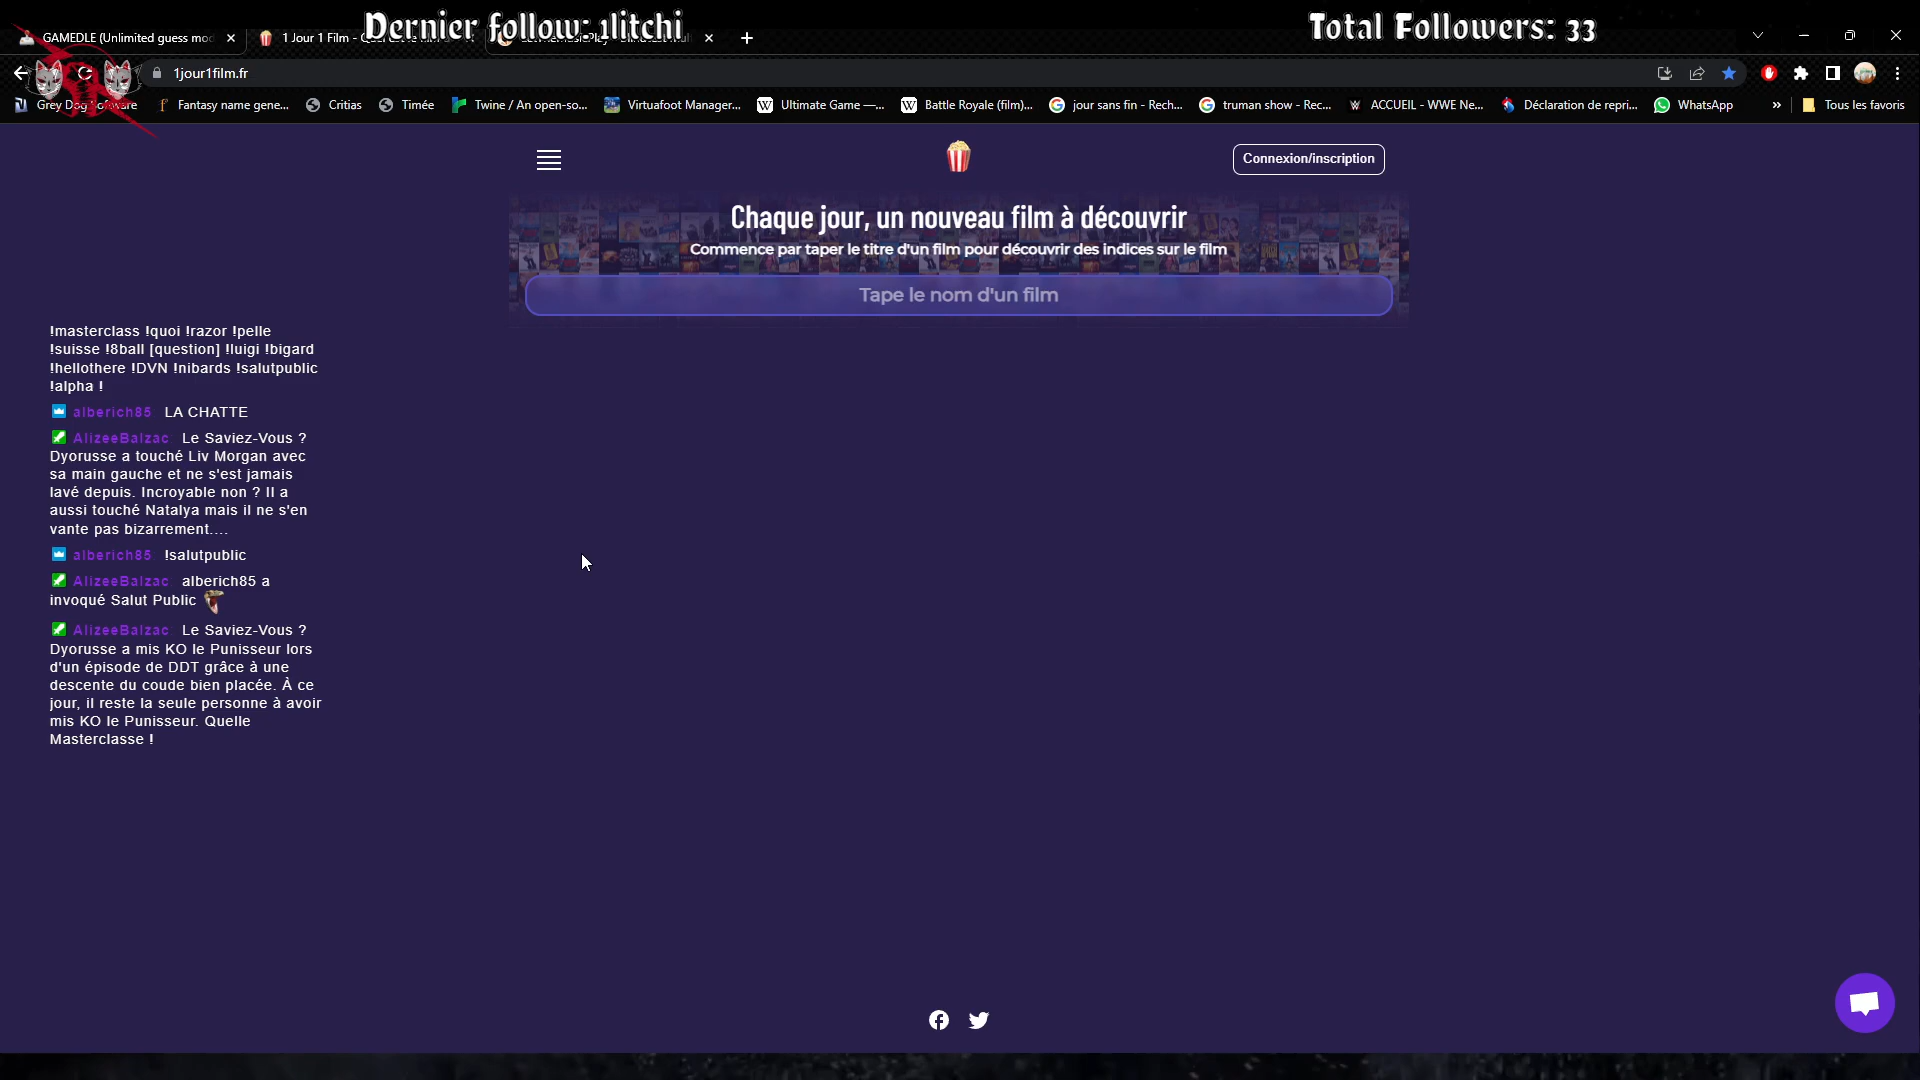 Dernier follow: 1litchi
Total Followers: 33
GAMEDLE (Unlimited guess mo
1 Jour 1 Film -
1jour1film.fr
Grey Dog Software
Fantasy name gene...
Critias
Timée
Twine / An open-so...
Virtuafoot Manager...
Ultimate Game —...
Battle Royale (film)...
jour sans fin - Rech...
truman show - Rec...
ACCUEIL - WWE Ne...
Déclaration de repri...
WhatsApp
»
Tous les favoris
Connexion/inscription
Chaque jour, un nouveau film à découvrir
Commence par taper le titre d'un film pour découvrir des indices sur le film
Tape le nom d'un film
!masterclass !quoi !razor !pelle
!suisse !8ball [question] !luigi !bigard
!hellothere !DVN !nibards !salutpublic
!alpha !
alberich85 LA CHATTE
AlizeeBalzac Le Saviez-Vous ?
Dyorusse a touché Liv Morgan avec
sa main gauche et ne s'est jamais
lavé depuis. Incroyable non ? Il a
aussi touché Natalya mais il ne s'en
vante pas bizarrement....
alberich85 !salutpublic
AlizeeBalzac alberich85 a
invoqué Salut Public
AlizeeBalzac Le Saviez-Vous ?
Dyorusse a mis KO le Punisseur lors
d'un épisode de DDT grâce à une
descente du coude bien placée. À ce
jour, il reste la seule personne à avoir
mis KO le Punisseur. Quelle
Masterclasse !